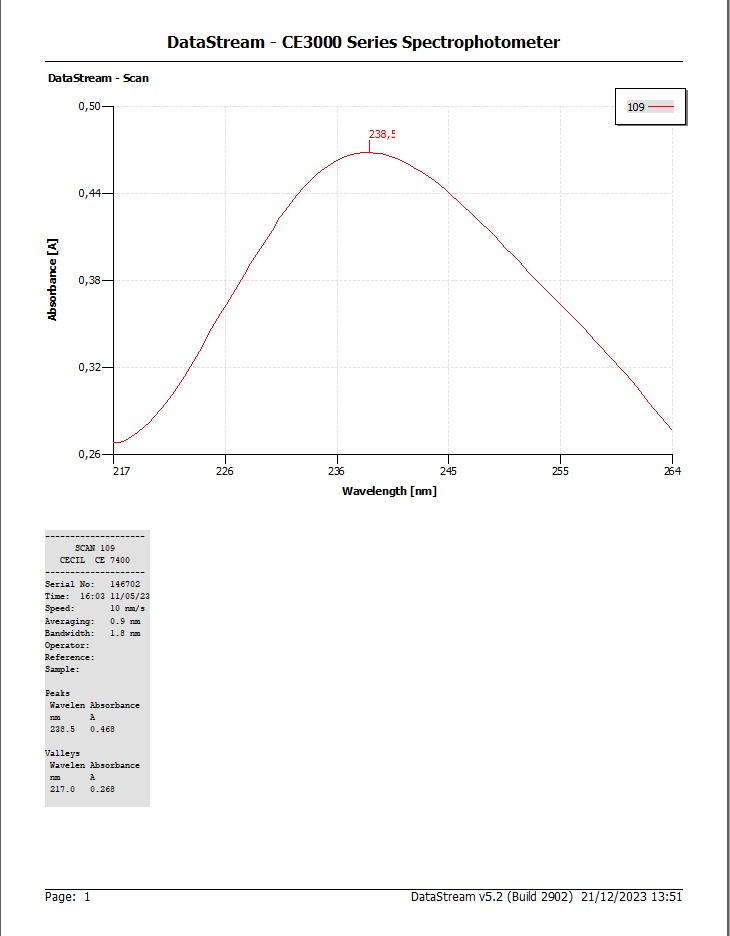 DataStream - CE3000 Series Spectrophotometer
DataStream - Scan
109
0,50
238,5
0,44
0,38
0,32
0,26
Absorbance [A]
217 226 236 245 255 264
Wavelength [nm]
--------------------
SCAN 109
CECIL CE 7400
--------------------
Serial No: 146702
Time: 16:03 11/05/23
Speed: 10 nm/s
Averaging: 0.9 nm
Bandwidth: 1.8 nm
Operator:
Reference:
Sample:
Peaks
Wavelen Absorbance
nm A
238.5 0.468
Valleys
Wavelen Absorbance
nm A
217.0 0.268
Page: 1 DataStream v5.2 (Build 2902) 21/12/2023 13:51